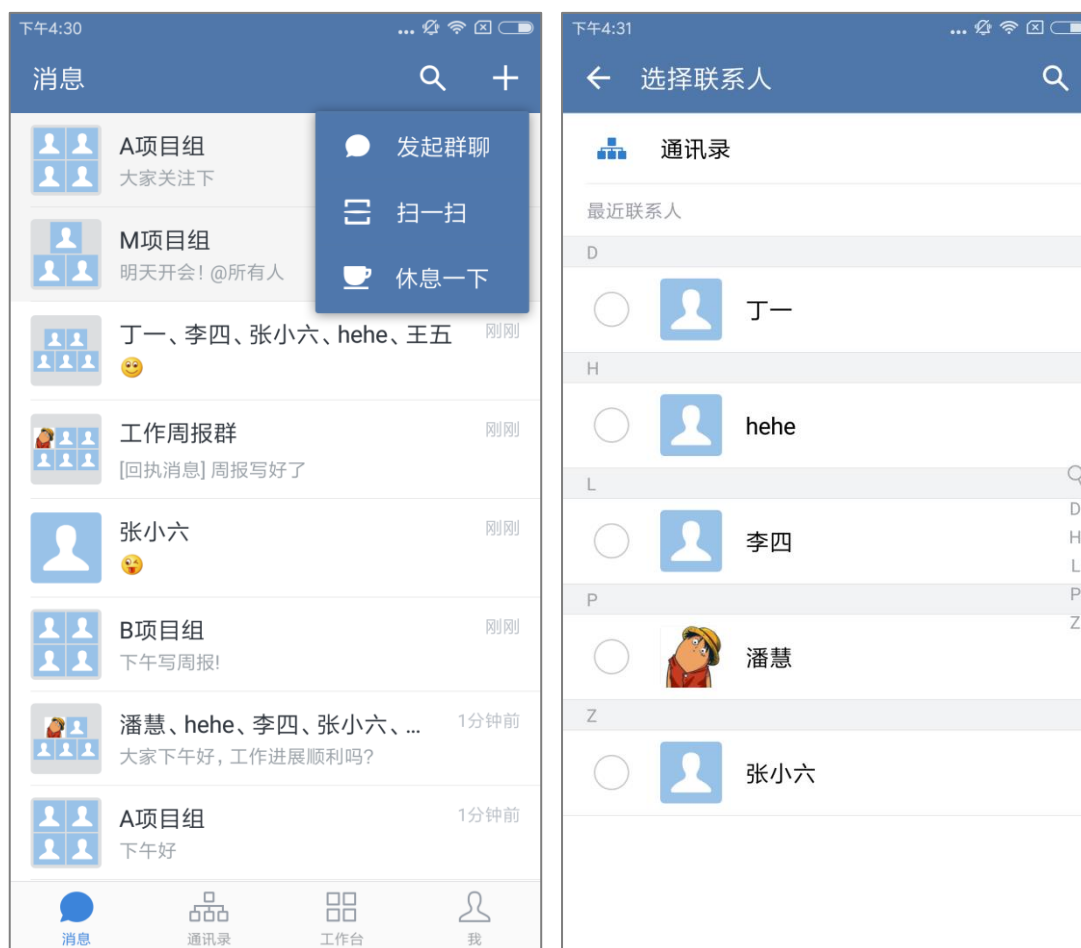 下午4:30
消息
发起群聊
扫一扫
休息一下
A项目组
大家关注下
M项目组
明天开会！@所有人
丁一、李四、张小六、hehe、王五 刚刚
工作周报群 刚刚
[回执消息] 周报写好了
张小六 刚刚
B项目组 刚刚
下午写周报!
潘慧、hehe、李四、张小六、... 1分钟前
大家下午好，工作进展顺利吗?
A项目组 1分钟前
下午好
消息 通讯录 工作台 我
下午4:31
选择联系人
通讯录
最近联系人
D
丁一
H
hehe
L
李四
P
潘慧
Z
张小六
D
H
L
P
Z